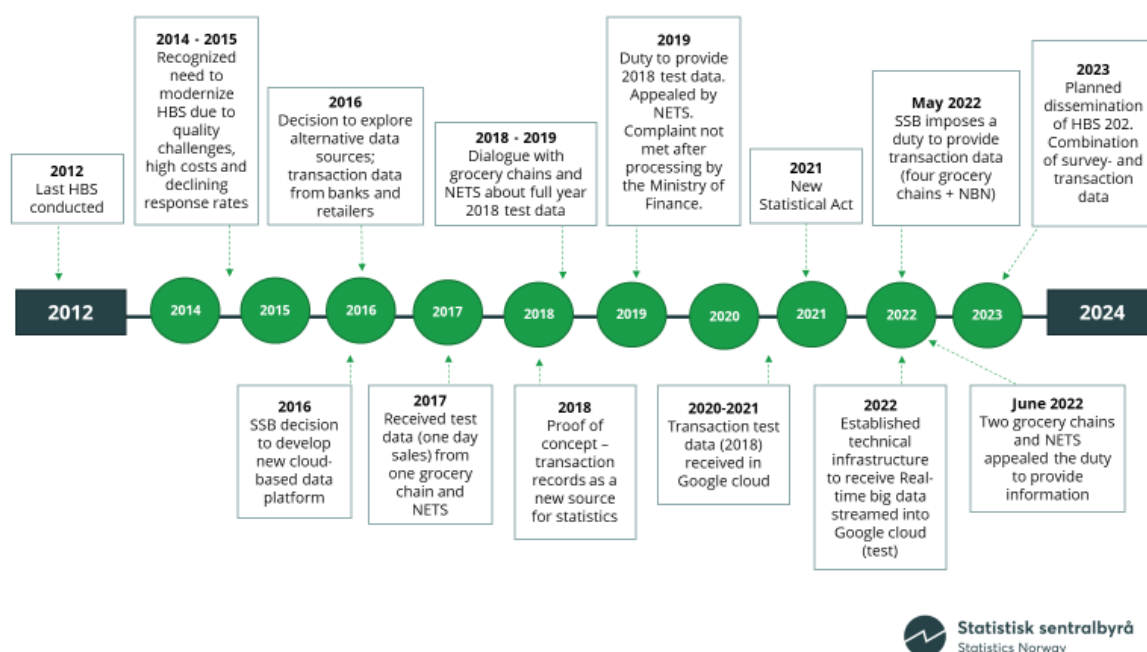 2012
Last HBS
conducted
2014 - 2015
Recognized
need to
modernize
HBS due to
quality
challenges,
high costs and
declining
response rates
2016
Decision to explore
alternative data
sources;
transaction data
from banks and
retailers
2018 - 2019
Dialogue with
grocery chains and
NETS about full year
2018 test data
2019
Duty to provide
2018 test data.
Appealed by
NETS.
Complaint not
met after
processing by
the Ministry of
Finance.
2021
New
Statistical Act
May 2022
SSB imposes a
duty to provide
transaction data
(four grocery
chains + NBN)
2023
Planned
dissemination
of HBS 202.
Combination
of survey- and
transaction
data
2012
2014
2015
2016
2017
2018
2019
2020
2021
2022
2023
2024
2016
SSB decision
to develop
new cloud-
based data
platform
2017
Received test
data (one day
sales) from
one grocery
chain and
NETS
2018
Proof of
concept –
transaction
records as a
new source
for statistics
2020-2021
Transaction test
data (2018)
received in
Google cloud
2022
Established
technical
infrastructure
to receive Real-
time big data
streamed into
Google cloud
(test)
June 2022
Two grocery chains
and NETS
appealed the duty
to provide
information
Statistisk sentralbyrå
Statistics Norway